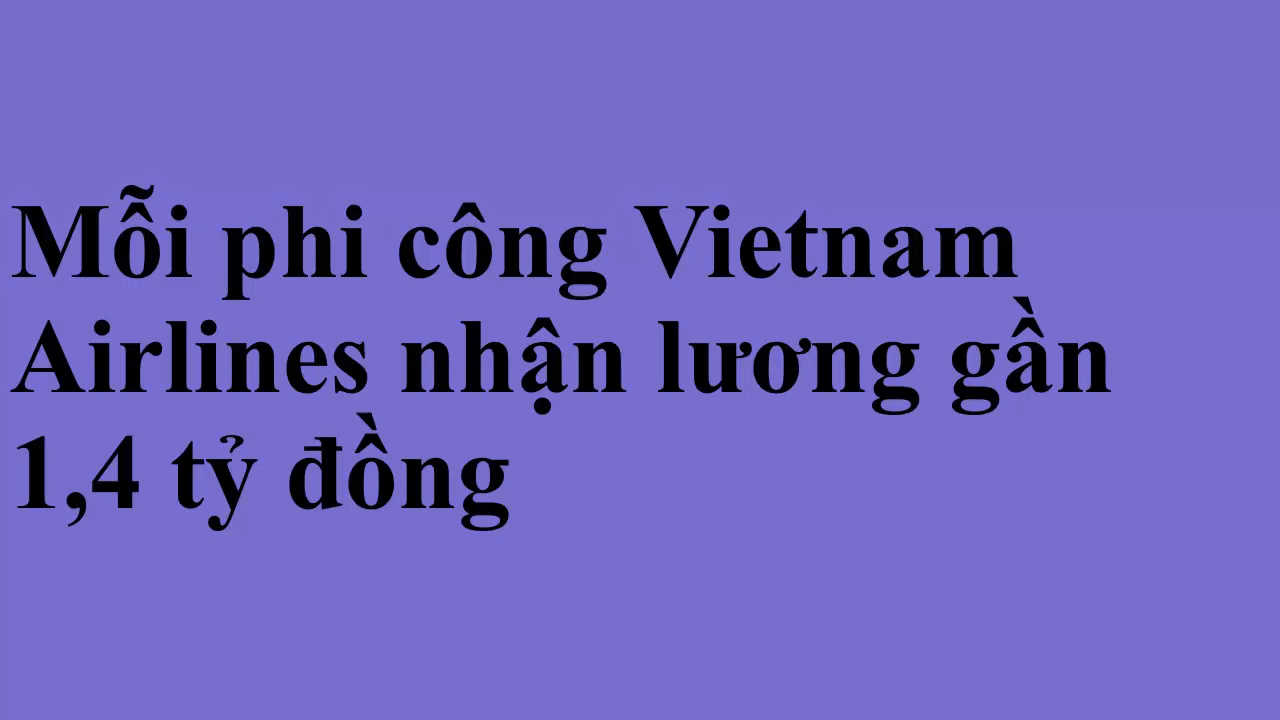 Mỗi phi công Vietnam
Airlines nhận lương gần
1,4 tỷ đồng